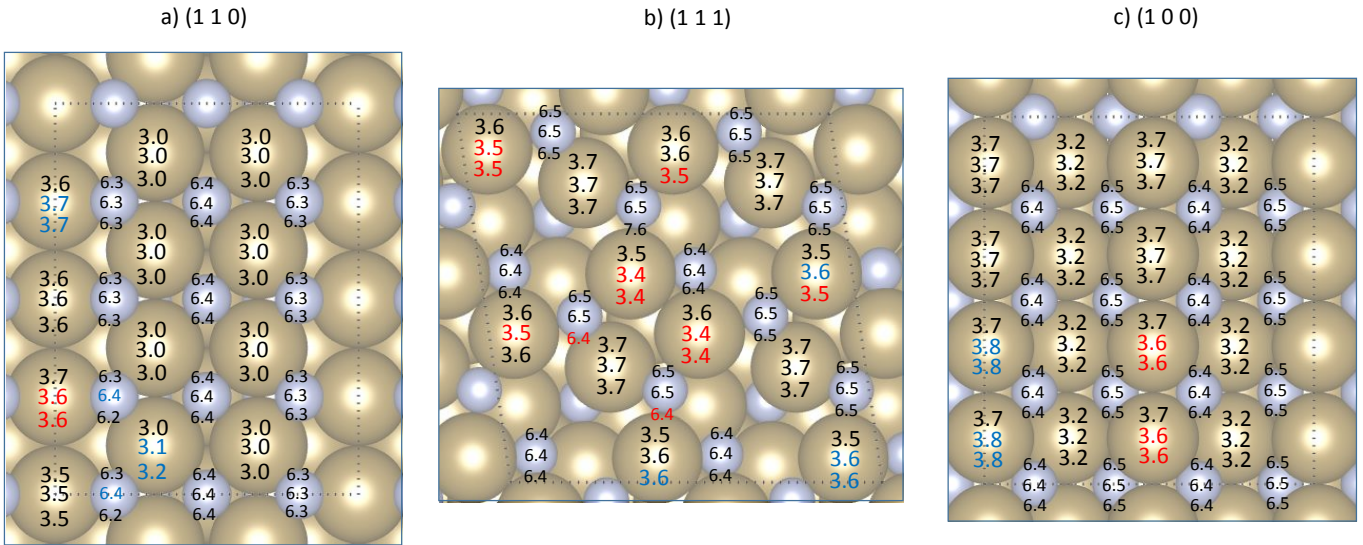 a) (1 1 0)
3.0 3.0
3.0 3.0
3.0 3.0
3.6 6.3 6.4 6.3
3.7 6.3 6.4 6.3
3.7 6.3 6.4 6.3
3.0 3.0
3.0 3.0
3.0 3.0
3.6 6.3 6.4 6.3
3.6 6.3 6.4 6.3
3.6 6.3 6.4 6.3
3.0 3.0
3.0 3.0
3.0 3.0
3.7 6.3 6.4 6.3
3.6 6.4 6.4 6.3
3.6 6.2 6.4 6.3
3.0 3.0
3.1 3.0
3.2 3.0
3.5 6.3 6.4 6.3
3.5 6.4 6.4 6.3
3.5 6.2 6.4 6.3
b) (1 1 1)
3.6 6.5 3.6 6.5
3.5 6.5 3.6 6.5
3.5 6.5 3.5 6.5
3.7 3.7
3.7 3.7
3.7 3.7
6.5 6.5
6.5 6.5
7.6 6.5
6.4 3.5 6.4 3.5
6.4 3.4 6.4 3.6
6.4 3.4 6.4 3.5
3.6 6.5 3.6 6.5
3.5 6.5 3.4 6.5
3.6 6.4 3.4 6.5
3.7 3.7
3.7 3.7
3.7 3.7
6.5 6.5
6.5 6.5
6.4 6.5
6.4 3.5 6.4 3.5
6.4 3.6 6.4 3.6
6.4 3.6 6.4 3.6
c) (1 0 0)
3.7 3.2 3.7 3.2
3.7 3.2 3.7 3.2
3.7 3.2 3.7 3.2
6.4 6.5 6.4 6.5
6.4 6.5 6.4 6.5
6.4 6.5 6.4 6.5
3.7 3.2 3.7 3.2
3.7 3.2 3.7 3.2
3.7 3.2 3.7 3.2
6.4 6.5 6.4 6.5
6.4 6.5 6.4 6.5
6.4 6.5 6.4 6.5
3.7 3.2 3.7 3.2
3.8 3.2 3.6 3.2
3.8 3.2 3.6 3.2
6.4 6.5 6.4 6.5
6.4 6.5 6.4 6.5
6.4 6.5 6.4 6.5
3.7 3.2 3.7 3.2
3.8 3.2 3.6 3.2
3.8 3.2 3.6 3.2
6.4 6.5 6.4 6.5
6.4 6.5 6.4 6.5
6.4 6.5 6.4 6.5